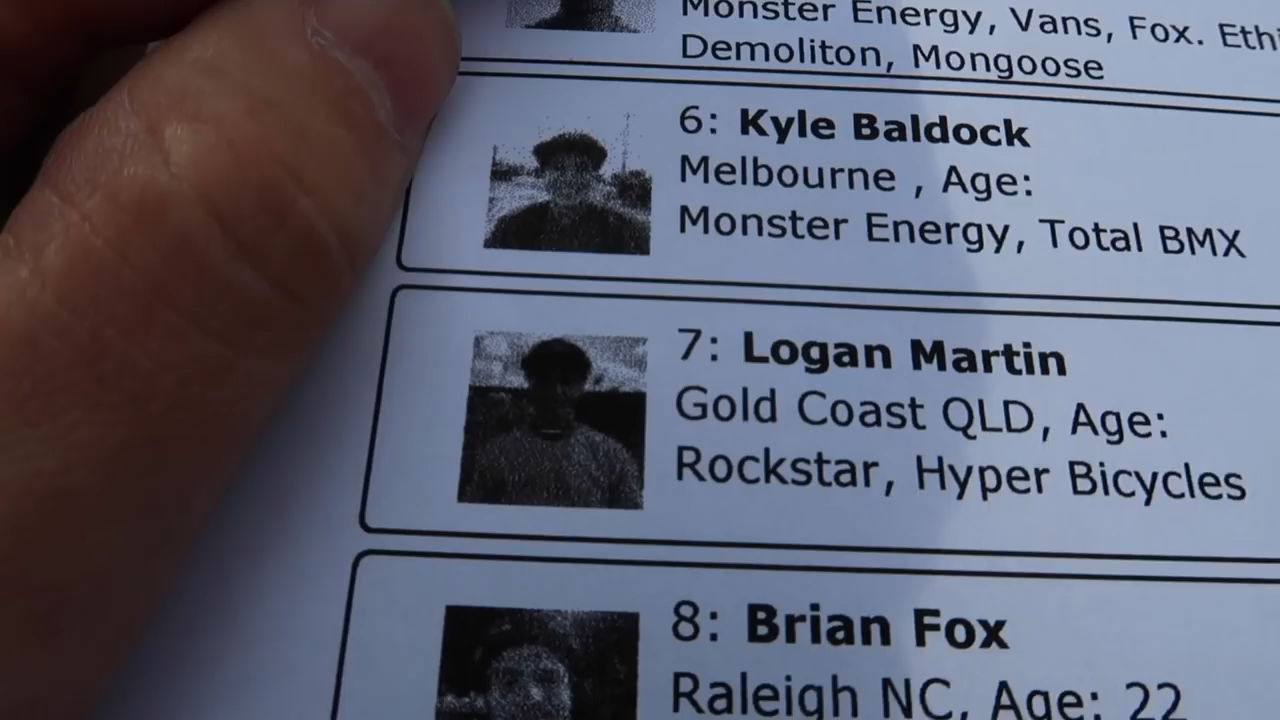 Monster Energy, Vans, Fox.
Demoliton, Mongoose
6: Kyle Baldock
Melbourne , Age:
Monster Energy, Total BMX
7: Logan Martin
Gold Coast QLD, Age:
Rockstar, Hyper Bicycles
8: Brian Fox
Raleigh NC, Age: 22